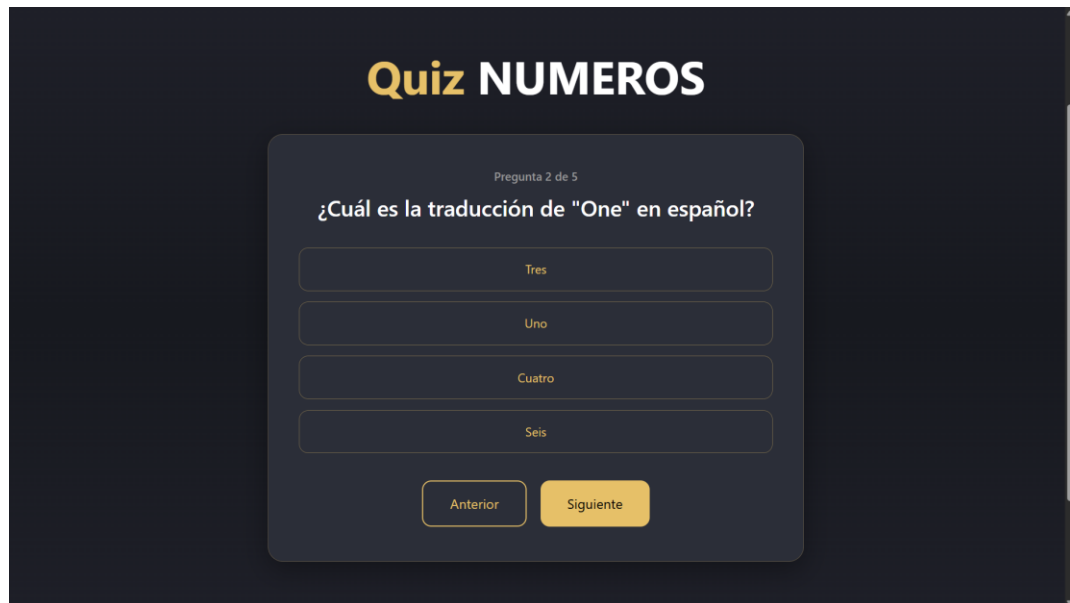 Quiz NUMEROS
Pregunta 2 de 5
¿Cuál es la traducción de "One" en español?
Tres
Uno
Cuatro
Seis
Anterior Siguiente